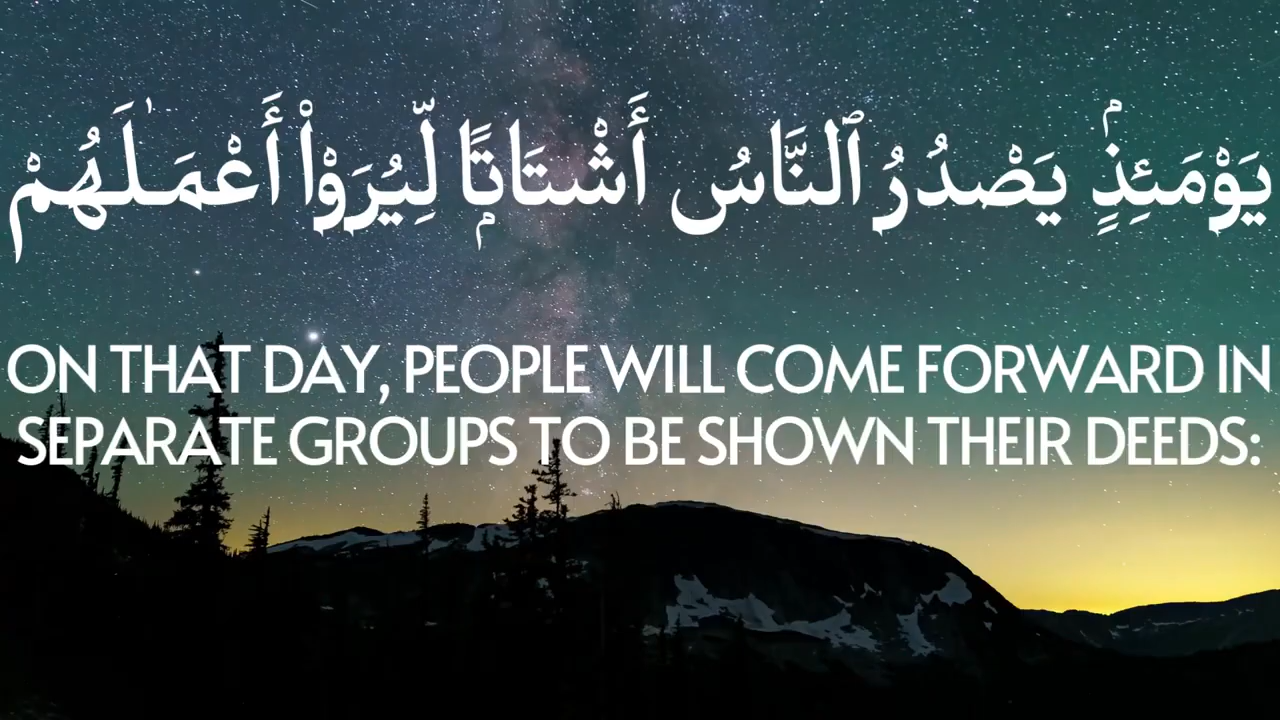 يَوْمَئِذٍۢ يَصْدُرُ ٱلنَّاسُ أَشْتَاتًۭا لِّيُرَوْا۟ أَعْمَـٰلَهُمْ
ON THAT DAY, PEOPLE WILL COME FORWARD IN
SEPARATE GROUPS TO BE SHOWN THEIR DEEDS: